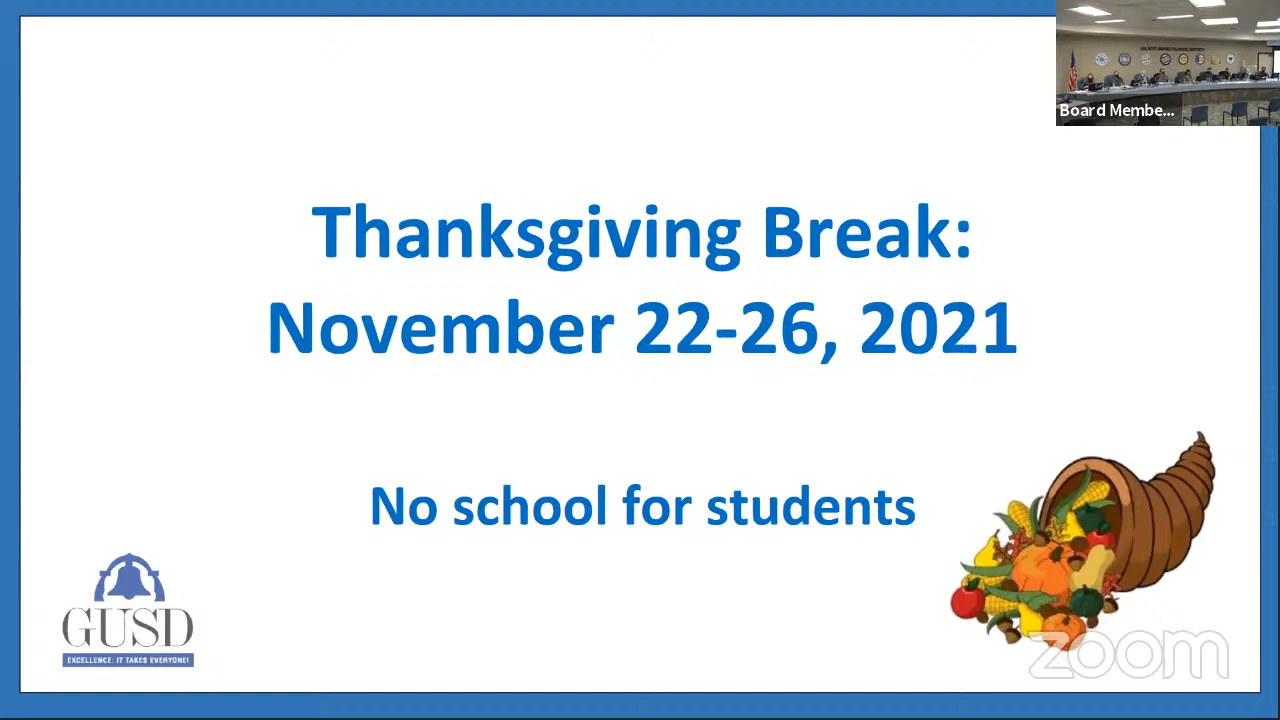 Board Membe...
Thanksgiving Break:
November 22-26, 2021
No school for students
GUSD
EXCELLENCE: IT TAKES EVERYONE!
zoom